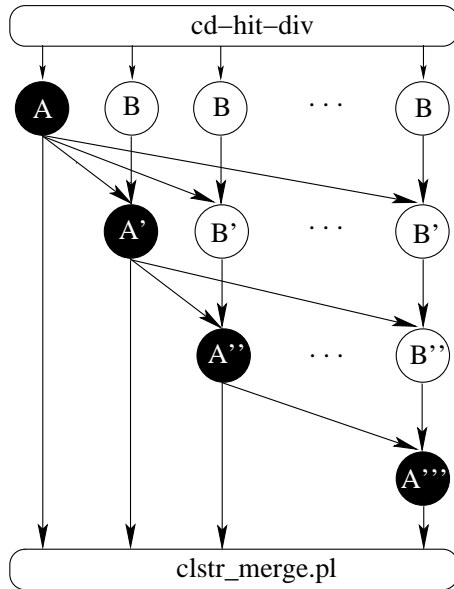 cd−hit−div
A B B · · · B
A' B' B'
A'' · · · B''
A'''
clstr_merge.pl